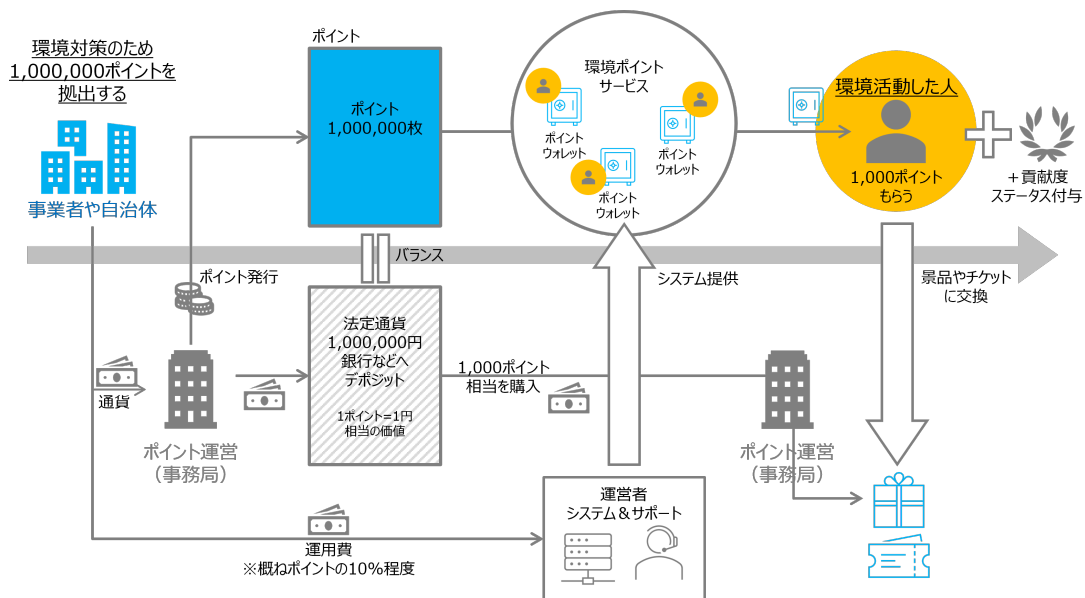 環境対策のため
1,000,000ポイントを
拠出する
事業者や自治体
ポイント
ポイント
1,000,000枚
環境ポイント
サービス
ポイント
ウォレット
ポイント
ウォレット
ポイント
ウォレット
環境活動した人
1,000ポイント
もらう
＋貢献度
ステータス付与
ポイント発行
バランス
システム提供
景品やチケット
に交換
通貨
ポイント運営
（事務局）
法定通貨
1,000,000円
銀行などへ
デポジット
1ポイント=1円
相当の価値
1,000ポイント
相当を購入
ポイント運営
（事務局）
運営者
システム＆サポート
運用費
※概ねポイントの10%程度